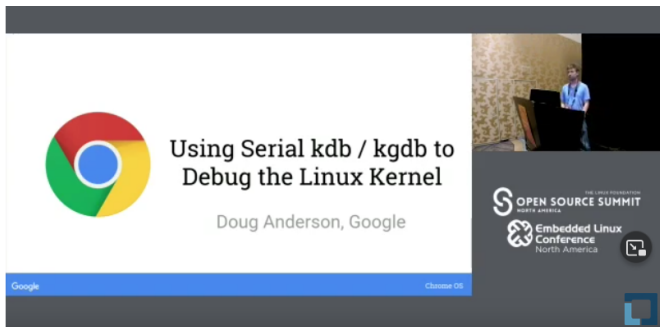 Using Serial kdb / kgdb to
Debug the Linux Kernel
Doug Anderson, Google
Google
Chrome OS
THE LINUX FOUNDATION
OPEN SOURCE SUMMIT
NORTH AMERICA
Embedded Linux
Conference
North America